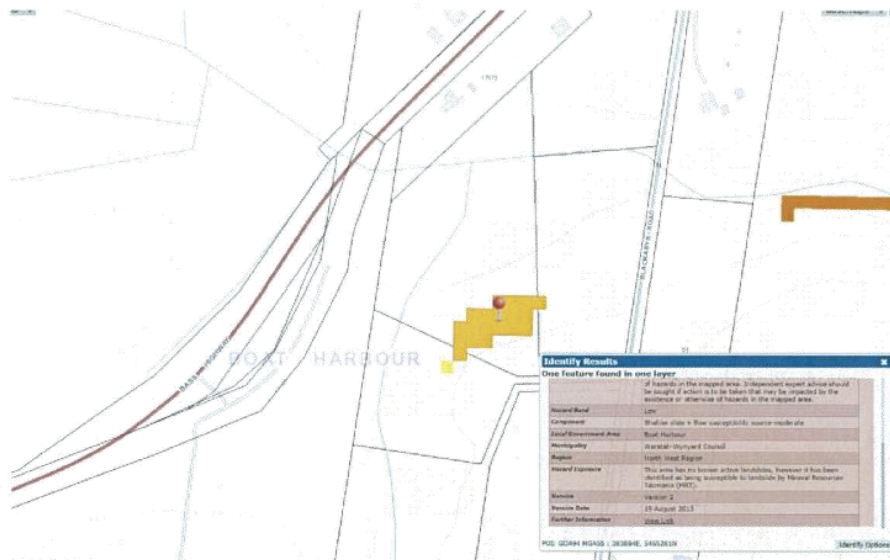 BASS HIGHWAY
BOAT HARBOUR
BLACKABYS ROAD
Identify Results
One feature found in one layer
of hazards in the mapped area. Independent expert advice should
be sought if action is to be taken that may be impacted by the
existence or otherwise of hazards in the mapped area.
Hazard Band Low
Component Shallow slide + flow susceptibility source moderate
Local Government Area Boat Harbour
Municipality Waratah-Wynyard Council
Region North West Region
Hazard Exposure This area has no known active landslides, however it has been
identified as being susceptible to landslide by Mineral Resources
Tasmania (MRT).
Version Version 2
19 August 2013
Further Information View Link
Identify Options